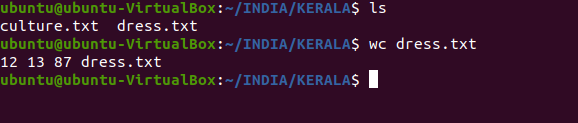 ubuntu@ubuntu-VirtualBox:~/INDIA/KERALA$ ls
culture.txt  dress.txt
ubuntu@ubuntu-VirtualBox:~/INDIA/KERALA$ wc dress.txt
12 13 87 dress.txt
ubuntu@ubuntu-VirtualBox:~/INDIA/KERALA$